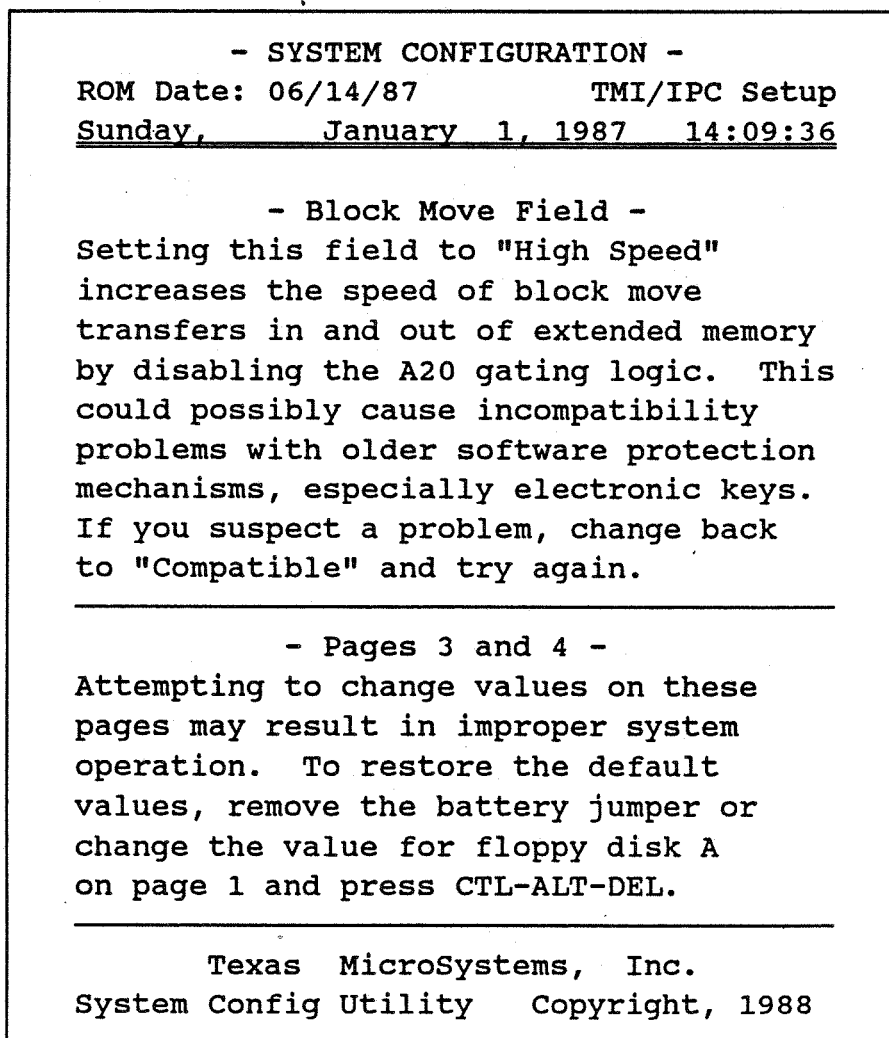 - SYSTEM CONFIGURATION -
ROM Date: 06/14/87 TMI/IPC Setup
Sunday, January 1, 1987 14:09:36
- Block Move Field -
Setting this field to "High Speed"
increases the speed of block move
transfers in and out of extended memory
by disabling the A20 gating logic. This
could possibly cause incompatibility
problems with older software protection
mechanisms, especially electronic keys.
If you suspect a problem, change back
to "Compatible" and try again.
- Pages 3 and 4 -
Attempting to change values on these
pages may result in improper system
operation. To restore the default
values, remove the battery jumper or
change the value for floppy disk A
on page 1 and press CTL-ALT-DEL.
Texas MicroSystems, Inc.
System Config Utility Copyright, 1988